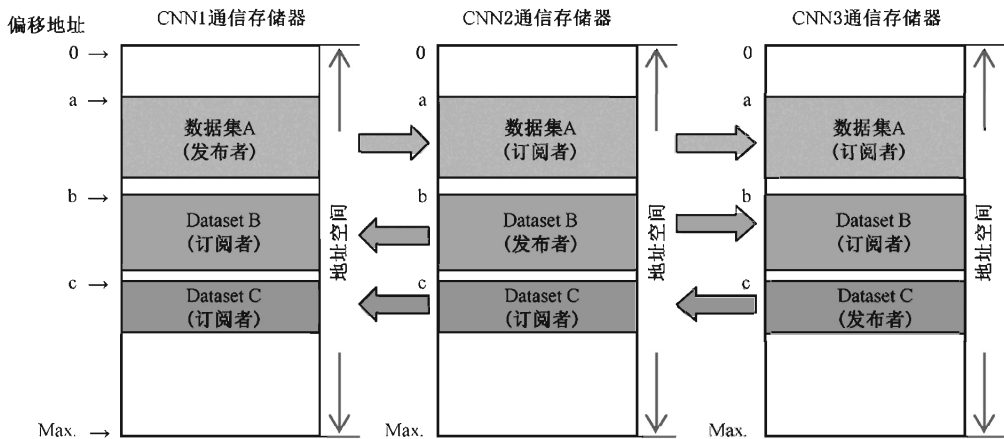 偏移地址
CNN1通信存储器
CNN2通信存储器
CNN3通信存储器
0 →
0
0
a →
a
a
数据集A
(发布者)
数据集A
(订阅者)
数据集A
(订阅者)
b →
b
b
Dataset B
(订阅者)
Dataset B
(发布者)
Dataset B
(订阅者)
地址空间
地址空间
地址空间
c →
c
c
Dataset C
(订阅者)
Dataset C
(订阅者)
Dataset C
(发布者)
Max. →
Max.
Max.